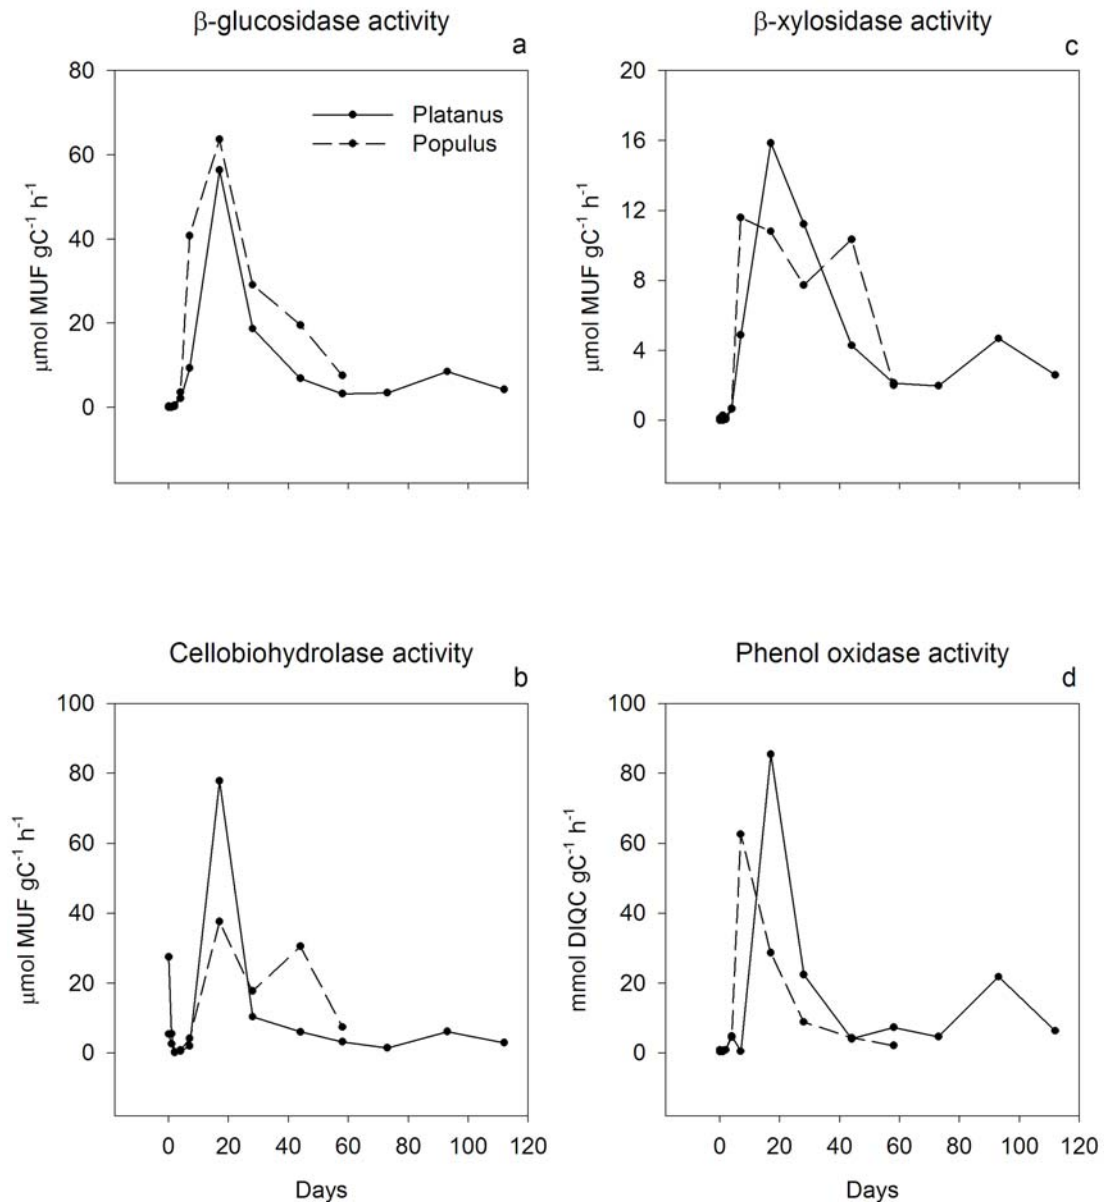 β-glucosidase activity
a
80
60
40
20
0
μmol MUF gC⁻¹ h⁻¹
Platanus
Populus
β-xylosidase activity
c
20
16
12
8
4
0
μmol MUF gC⁻¹ h⁻¹
Cellobiohydrolase activity
b
100
80
60
40
20
0
μmol MUF gC⁻¹ h⁻¹
0 20 40 60 80 100 120
Days
Phenol oxidase activity
d
100
80
60
40
20
0
mmol DIQC gC⁻¹ h⁻¹
0 20 40 60 80 100 120
Days